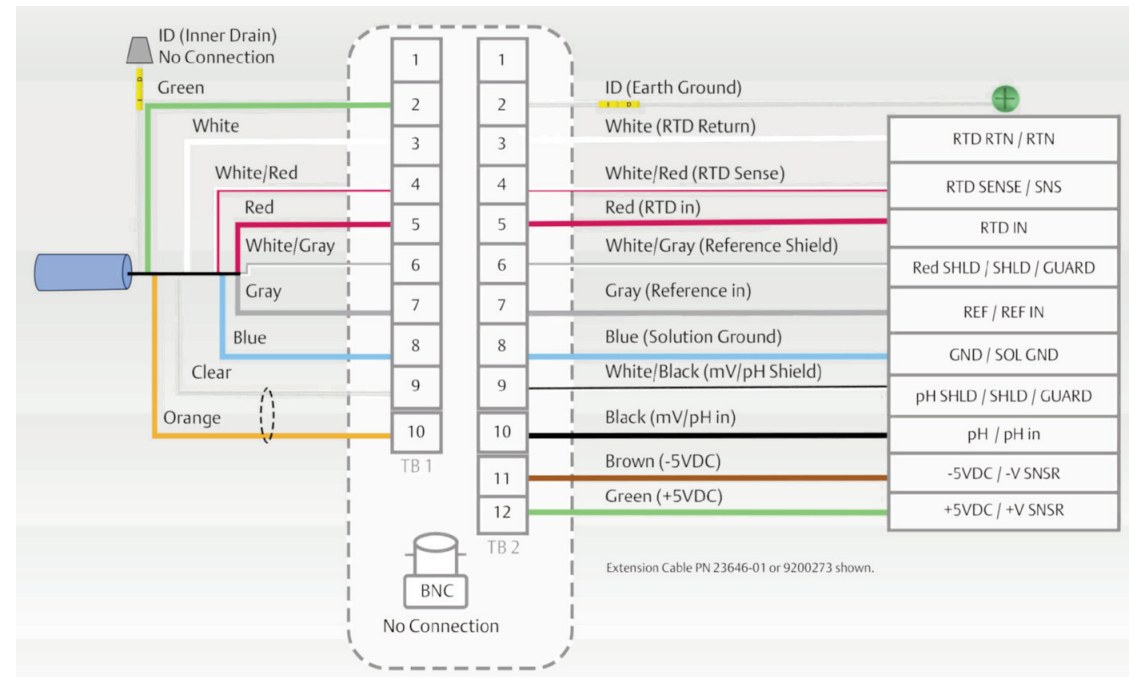 ID (Inner Drain)
No Connection
Green
White
White/Red
Red
White/Gray
Gray
Blue
Clear
Orange
1
2
3
4
5
6
7
8
9
10
TB 1
1
2
3
4
5
6
7
8
9
10
11
12
TB 2
BNC
No Connection
ID (Earth Ground)
I D
White (RTD Return)
White/Red (RTD Sense)
Red (RTD in)
White/Gray (Reference Shield)
Gray (Reference in)
Blue (Solution Ground)
White/Black (mV/pH Shield)
Black (mV/pH in)
Brown (-5VDC)
Green (+5VDC)
RTD RTN / RTN
RTD SENSE / SNS
RTD IN
Red SHLD / SHLD / GUARD
REF / REF IN
GND / SOL GND
pH SHLD / SHLD / GUARD
pH / pH in
-5VDC / -V SNSR
+5VDC / +V SNSR
Extension Cable PN 23646-01 or 9200273 shown.